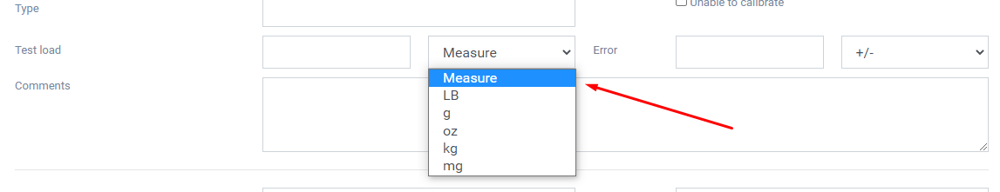 Type
Unable to calibrate
Test load
Measure
Error
+/-
Measure
LB
g
oz
kg
mg
Comments